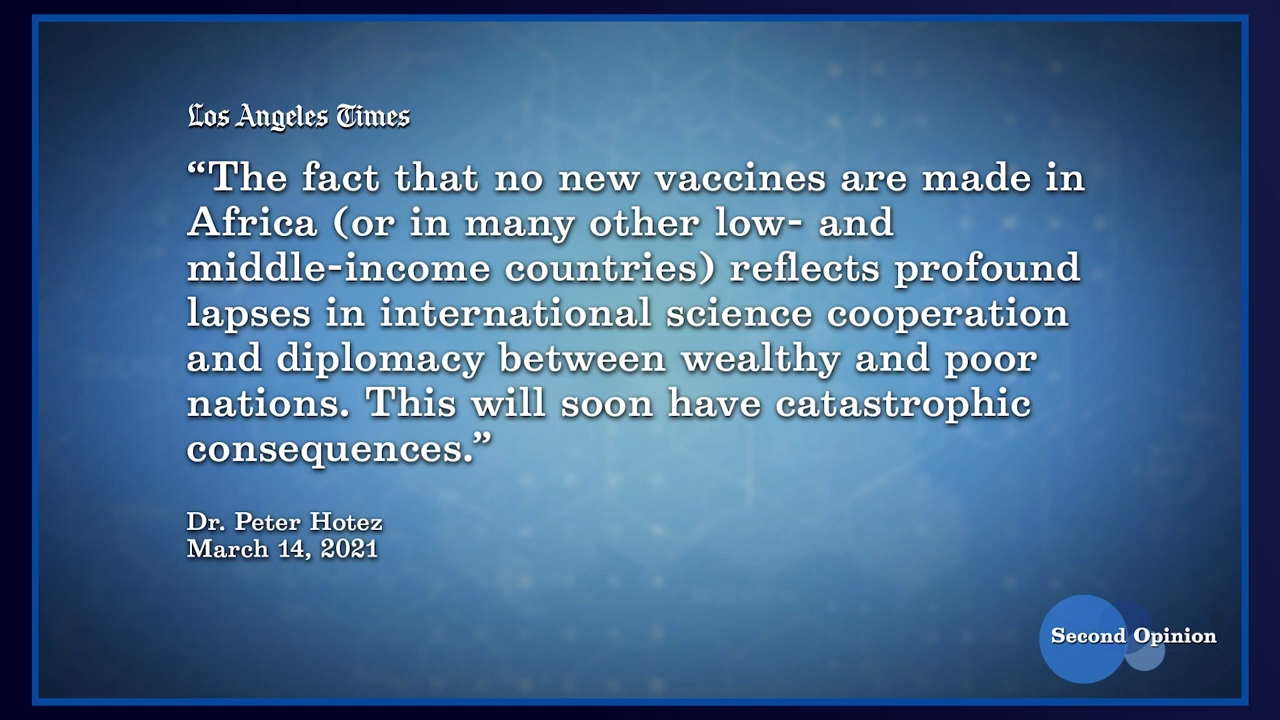 Los Angeles Times
“The fact that no new vaccines are made in
Africa (or in many other low- and
middle-income countries) reflects profound
lapses in international science cooperation
and diplomacy between wealthy and poor
nations. This will soon have catastrophic
consequences.”
Dr. Peter Hotez
March 14, 2021
Second Opinion